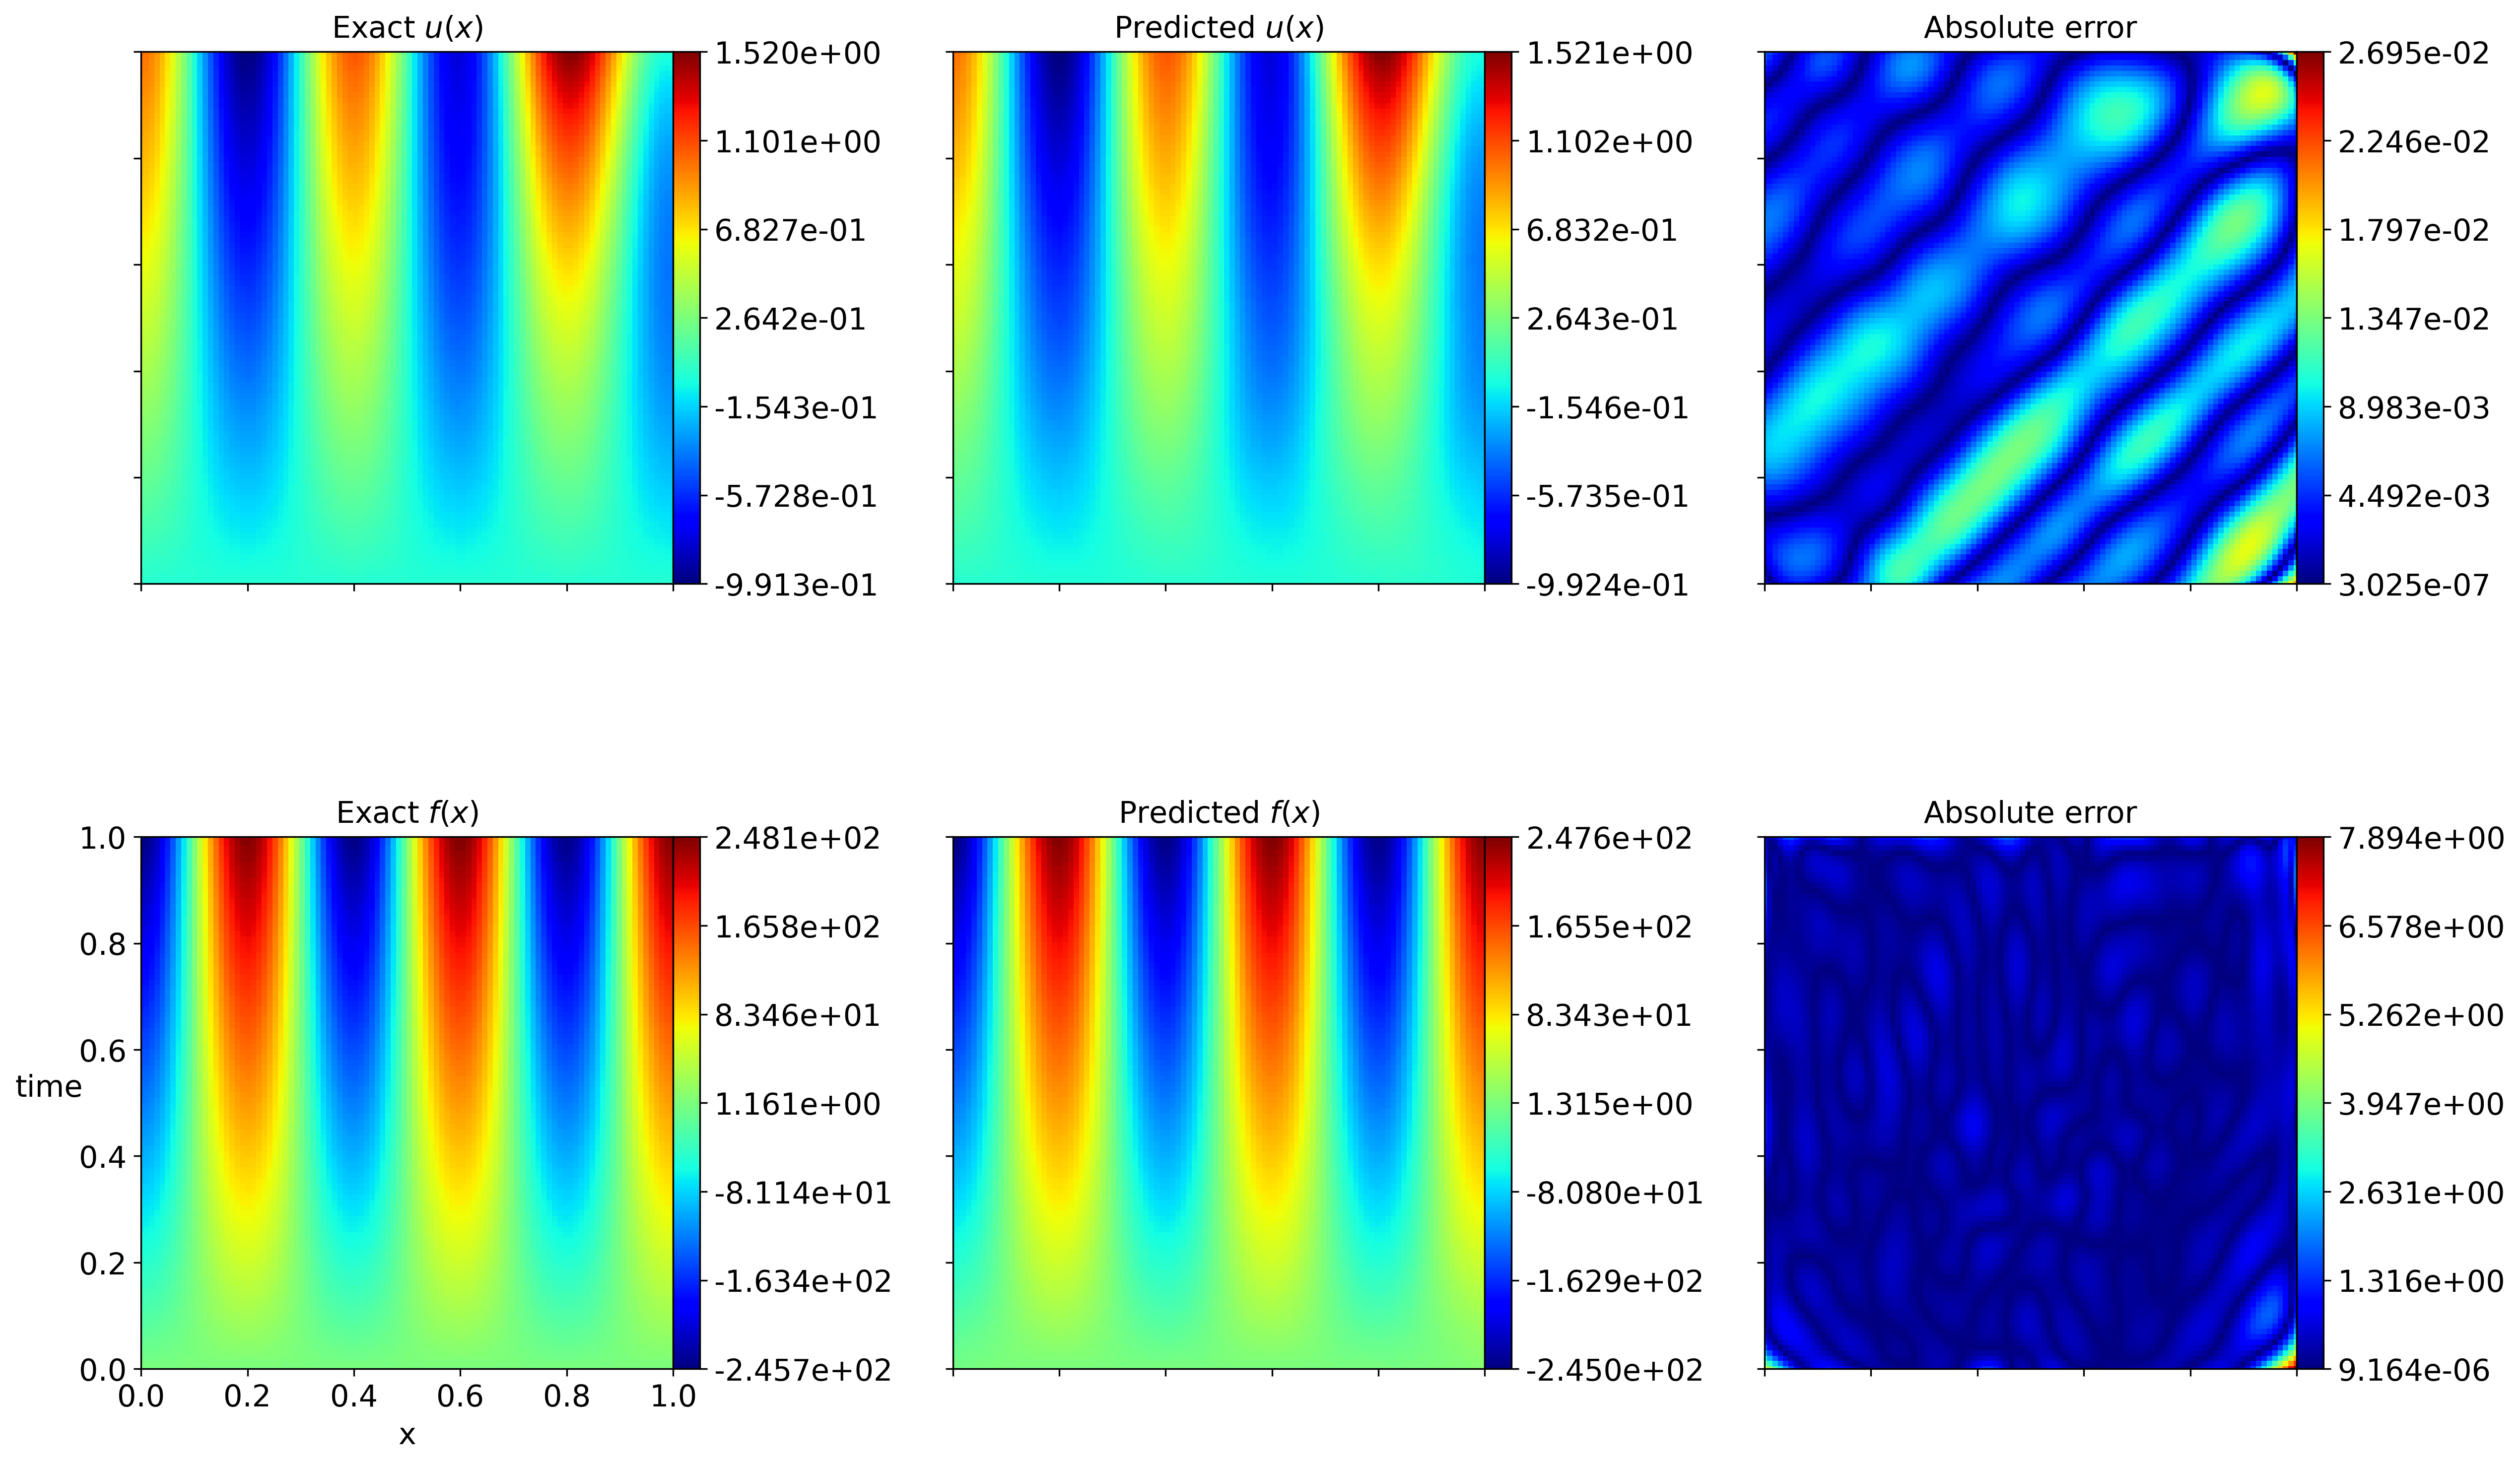 Exact u(x)
1.520e+00
1.101e+00
6.827e-01
2.642e-01
-1.543e-01
-5.728e-01
-9.913e-01
Predicted u(x)
1.521e+00
1.102e+00
6.832e-01
2.643e-01
-1.546e-01
-5.735e-01
-9.924e-01
Absolute error
2.695e-02
2.246e-02
1.797e-02
1.347e-02
8.983e-03
4.492e-03
3.025e-07
Exact f(x)
1.0
0.8
0.6
time
0.4
0.2
0.0
0.0 0.2 0.4 0.6 0.8 1.0
x
2.481e+02
1.658e+02
8.346e+01
1.161e+00
-8.114e+01
-1.634e+02
-2.457e+02
Predicted f(x)
2.476e+02
1.655e+02
8.343e+01
1.315e+00
-8.080e+01
-1.629e+02
-2.450e+02
Absolute error
7.894e+00
6.578e+00
5.262e+00
3.947e+00
2.631e+00
1.316e+00
9.164e-06